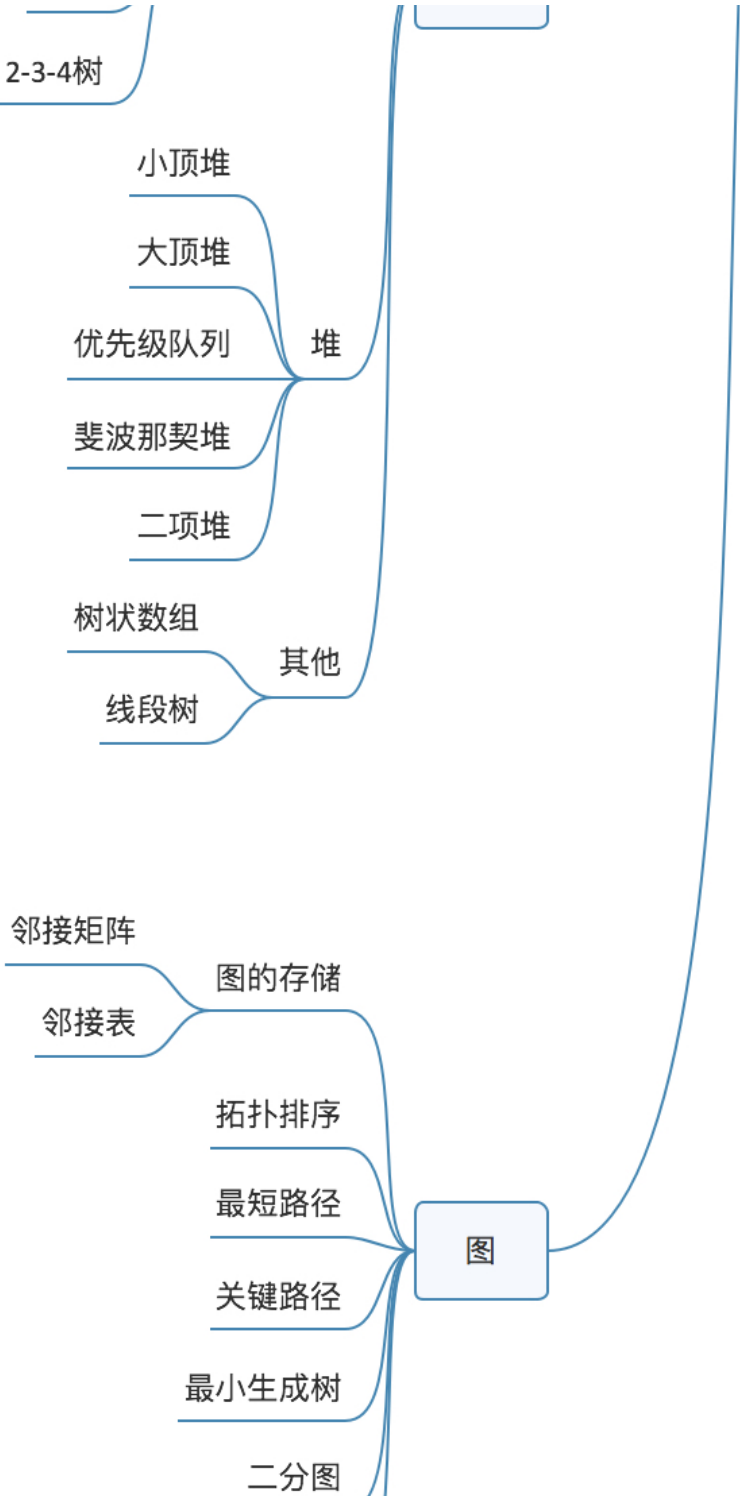 2-3-4树
小顶堆
大顶堆
优先级队列
堆
斐波那契堆
二项堆
树状数组
其他
线段树
邻接矩阵
图的存储
邻接表
拓扑排序
最短路径
图
关键路径
最小生成树
二分图